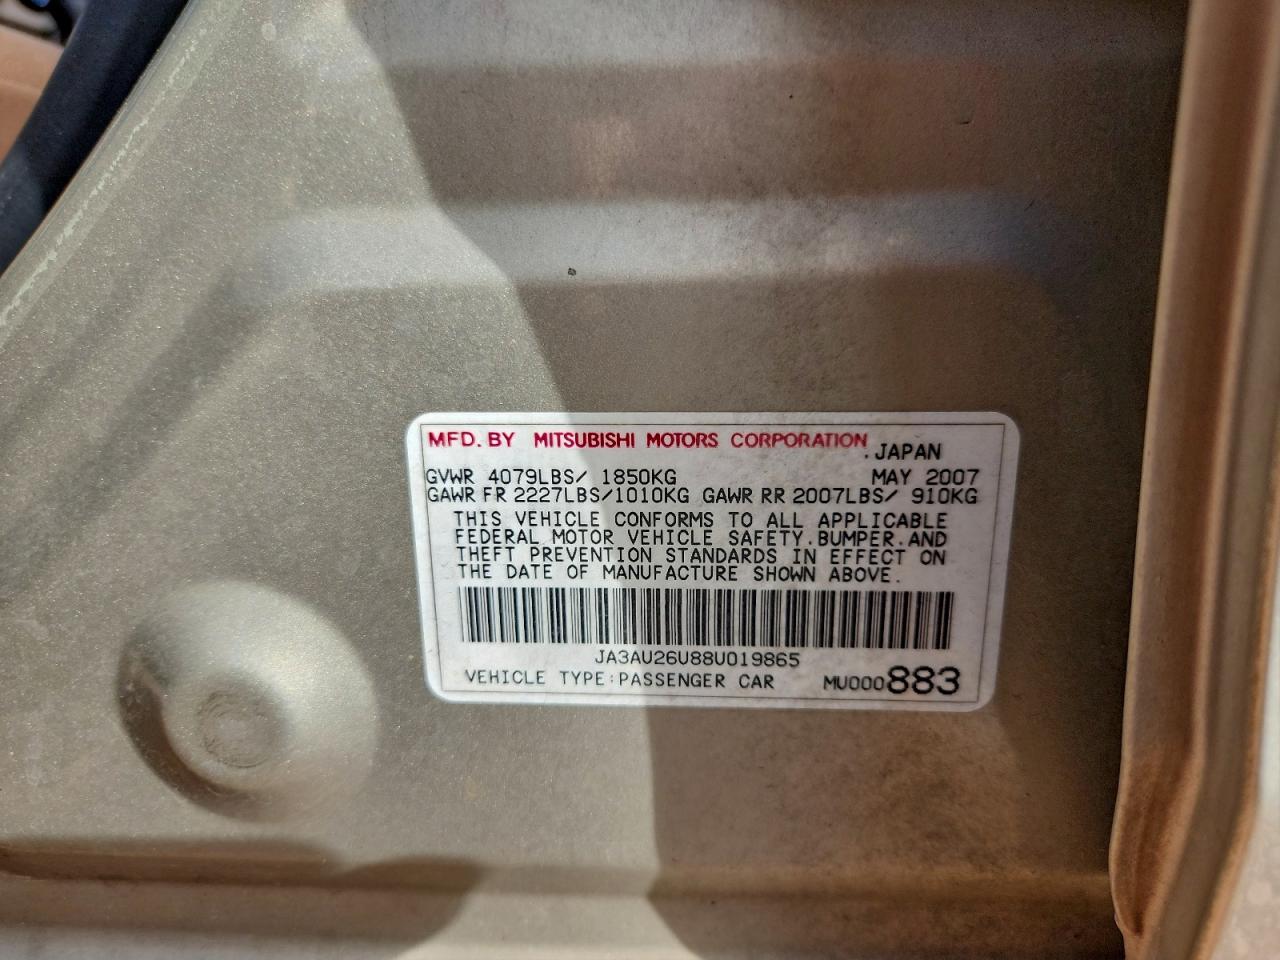 MFD. BY MITSUBISHI MOTORS CORPORATION
.JAPAN
GVWR 4079LBS/ 1850KG MAY 2007
GAWR FR 2227LBS/1010KG GAWR RR 2007LBS/ 910KG
THIS VEHICLE CONFORMS TO ALL APPLICABLE
FEDERAL MOTOR VEHICLE SAFETY.BUMPER.AND
THEFT PREVENTION STANDARDS IN EFFECT ON
THE DATE OF MANUFACTURE SHOWN ABOVE.
JA3AU26U88U019865
VEHICLE TYPE:PASSENGER CAR MU000883